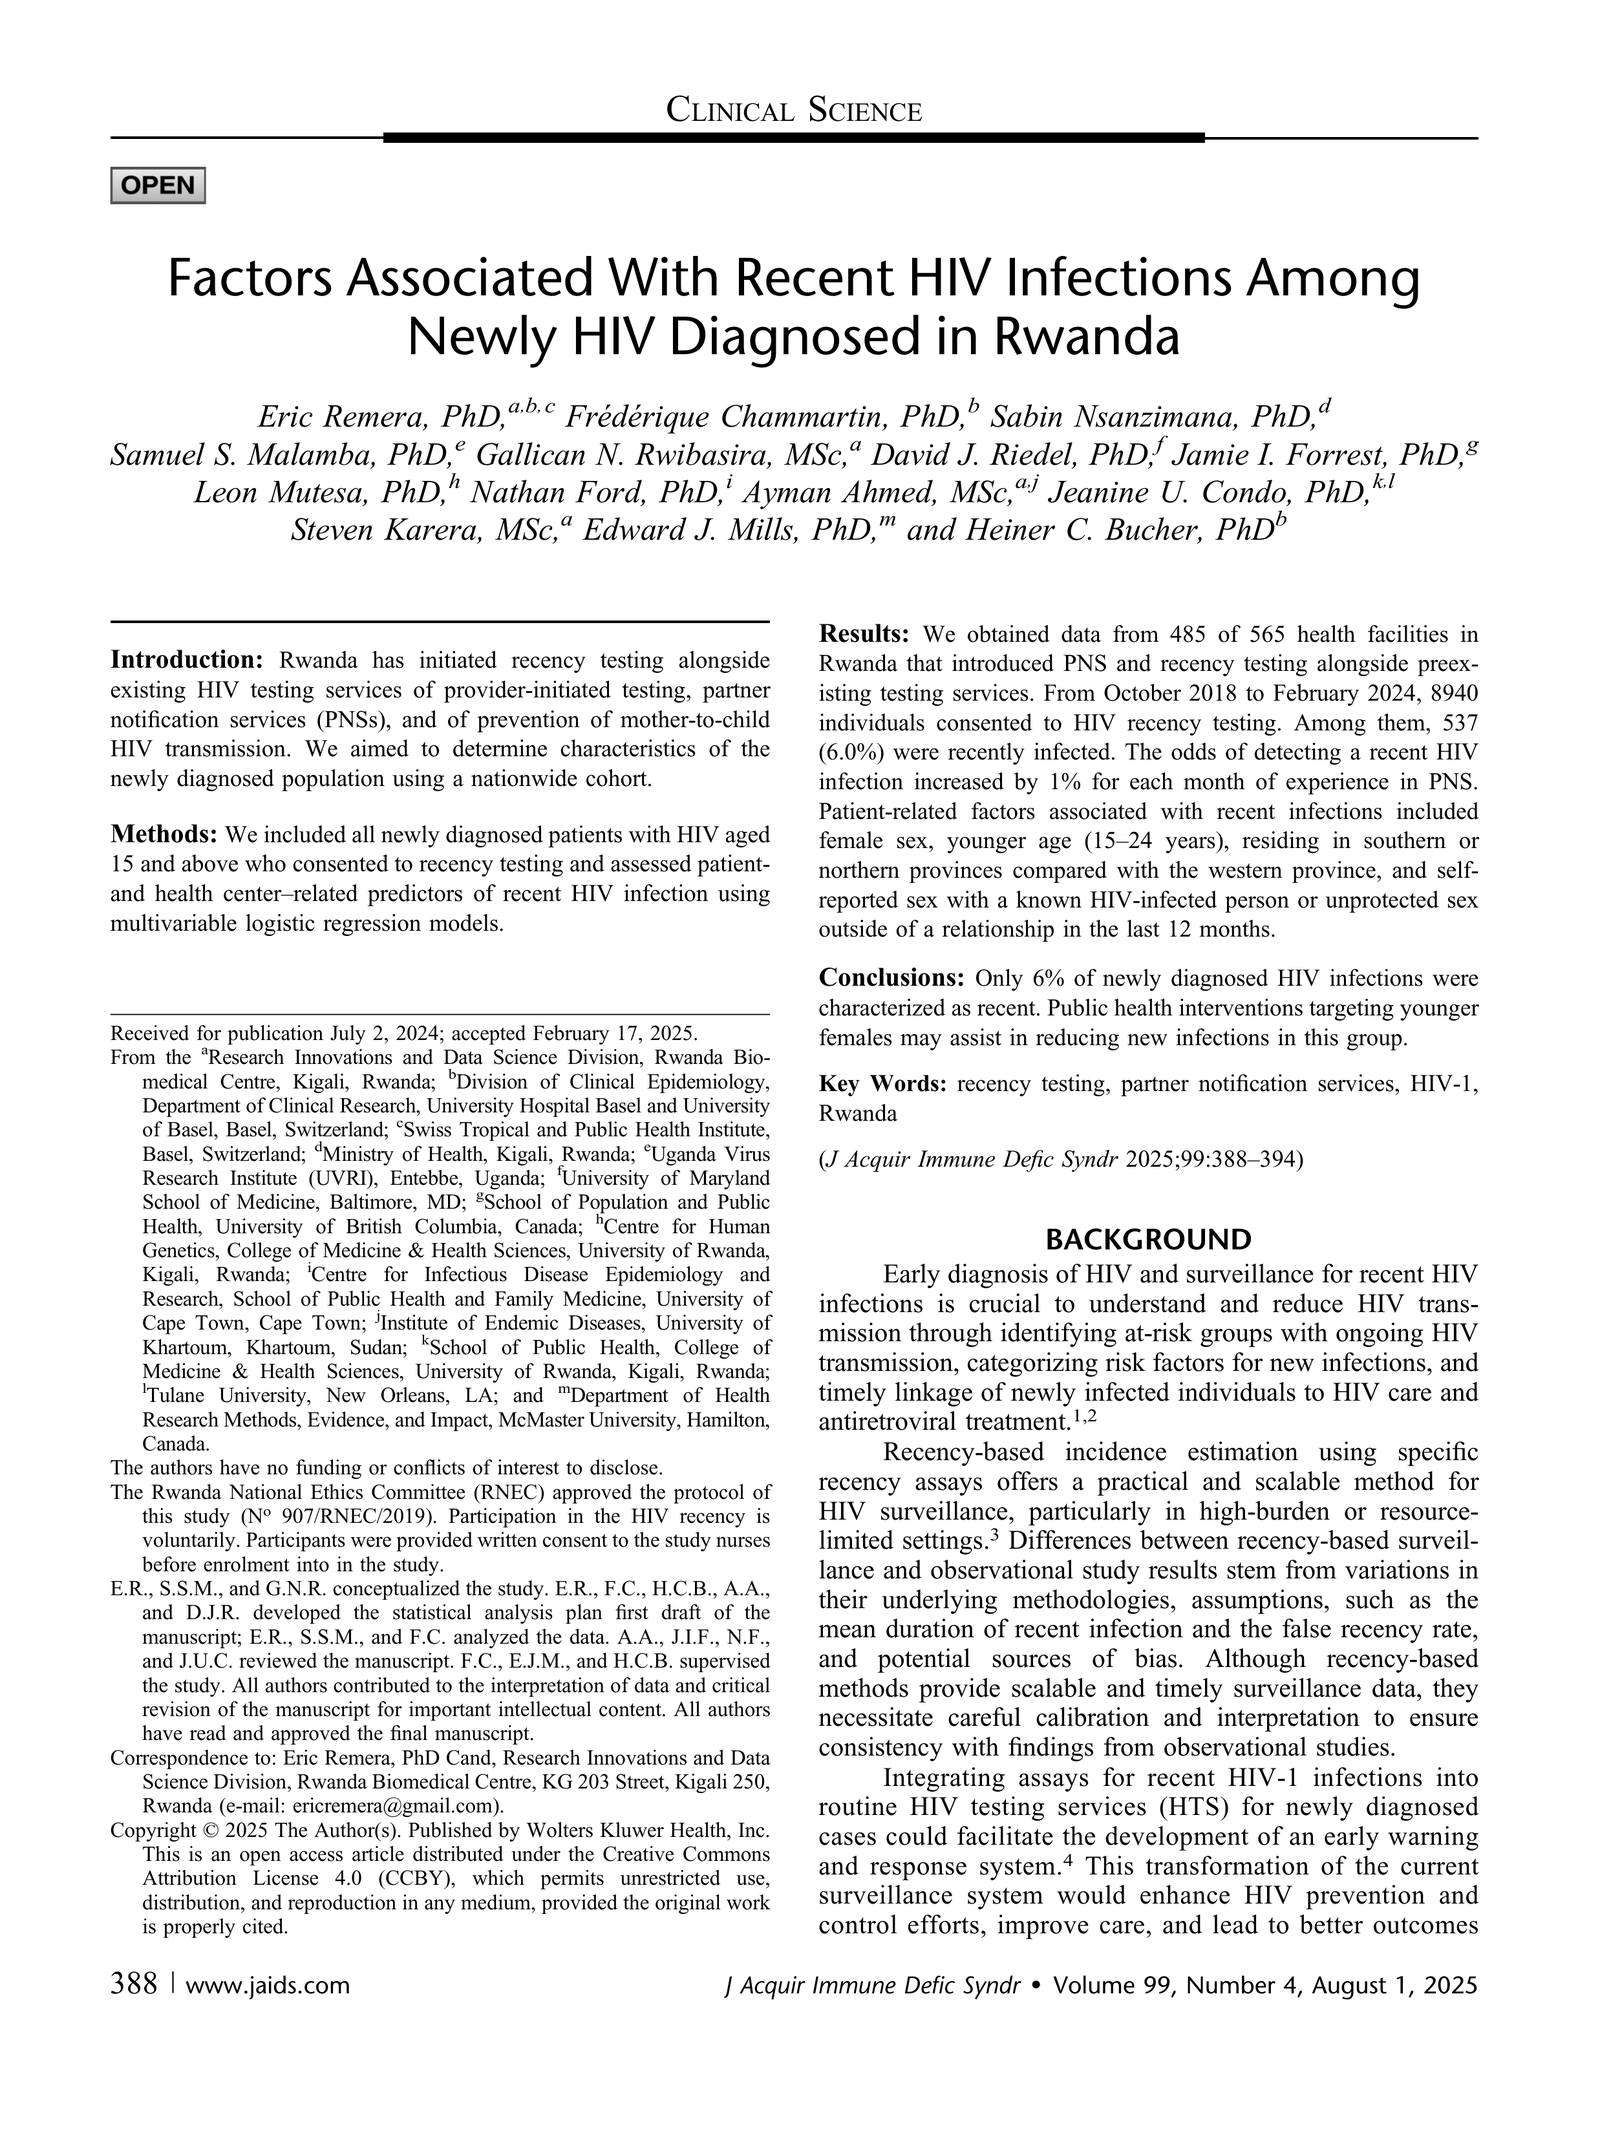 CLINICAL SCIENCE
OPEN
Factors Associated With Recent HIV Infections Among
Newly HIV Diagnosed in Rwanda
Eric Remera, PhD,a,b,c Frédérique Chammartin, PhD,b Sabin Nsanzimana, PhD,d
Samuel S. Malamba, PhD,e Gallican N. Rwibasira, MSc,a David J. Riedel, PhD,f Jamie I. Forrest, PhD,g
Leon Mutesa, PhD,h Nathan Ford, PhD,i Ayman Ahmed, MSc,a,j Jeanine U. Condo, PhD,k,l
Steven Karera, MSc,a Edward J. Mills, PhD,m and Heiner C. Bucher, PhDb
Introduction: Rwanda has initiated recency testing alongside
existing HIV testing services of provider-initiated testing, partner
notification services (PNSs), and of prevention of mother-to-child
HIV transmission. We aimed to determine characteristics of the
newly diagnosed population using a nationwide cohort.
Methods: We included all newly diagnosed patients with HIV aged
15 and above who consented to recency testing and assessed patient-
and health center–related predictors of recent HIV infection using
multivariable logistic regression models.
Received for publication July 2, 2024; accepted February 17, 2025.
From the aResearch Innovations and Data Science Division, Rwanda Bio-
medical Centre, Kigali, Rwanda; bDivision of Clinical Epidemiology,
Department of Clinical Research, University Hospital Basel and University
of Basel, Basel, Switzerland; cSwiss Tropical and Public Health Institute,
Basel, Switzerland; dMinistry of Health, Kigali, Rwanda; eUganda Virus
Research Institute (UVRI), Entebbe, Uganda; fUniversity of Maryland
School of Medicine, Baltimore, MD; gSchool of Population and Public
Health, University of British Columbia, Canada; hCentre for Human
Genetics, College of Medicine & Health Sciences, University of Rwanda,
Kigali, Rwanda; iCentre for Infectious Disease Epidemiology and
Research, School of Public Health and Family Medicine, University of
Cape Town, Cape Town; jInstitute of Endemic Diseases, University of
Khartoum, Khartoum, Sudan; kSchool of Public Health, College of
Medicine & Health Sciences, University of Rwanda, Kigali, Rwanda;
lTulane University, New Orleans, LA; and mDepartment of Health
Research Methods, Evidence, and Impact, McMaster University, Hamilton,
Canada.
The authors have no funding or conflicts of interest to disclose.
The Rwanda National Ethics Committee (RNEC) approved the protocol of
this study (No 907/RNEC/2019). Participation in the HIV recency is
voluntarily. Participants were provided written consent to the study nurses
before enrolment into in the study.
E.R., S.S.M., and G.N.R. conceptualized the study. E.R., F.C., H.C.B., A.A.,
and D.J.R. developed the statistical analysis plan first draft of the
manuscript; E.R., S.S.M., and F.C. analyzed the data. A.A., J.I.F., N.F.,
and J.U.C. reviewed the manuscript. F.C., E.J.M., and H.C.B. supervised
the study. All authors contributed to the interpretation of data and critical
revision of the manuscript for important intellectual content. All authors
have read and approved the final manuscript.
Correspondence to: Eric Remera, PhD Cand, Research Innovations and Data
Science Division, Rwanda Biomedical Centre, KG 203 Street, Kigali 250,
Rwanda (e-mail: ericremera@gmail.com).
Copyright © 2025 The Author(s). Published by Wolters Kluwer Health, Inc.
This is an open access article distributed under the Creative Commons
Attribution License 4.0 (CCBY), which permits unrestricted use,
distribution, and reproduction in any medium, provided the original work
is properly cited.
Results: We obtained data from 485 of 565 health facilities in
Rwanda that introduced PNS and recency testing alongside preex-
isting testing services. From October 2018 to February 2024, 8940
individuals consented to HIV recency testing. Among them, 537
(6.0%) were recently infected. The odds of detecting a recent HIV
infection increased by 1% for each month of experience in PNS.
Patient-related factors associated with recent infections included
female sex, younger age (15–24 years), residing in southern or
northern provinces compared with the western province, and self-
reported sex with a known HIV-infected person or unprotected sex
outside of a relationship in the last 12 months.
Conclusions: Only 6% of newly diagnosed HIV infections were
characterized as recent. Public health interventions targeting younger
females may assist in reducing new infections in this group.
Key Words: recency testing, partner notification services, HIV-1,
Rwanda
(J Acquir Immune Defic Syndr 2025;99:388–394)
BACKGROUND
Early diagnosis of HIV and surveillance for recent HIV
infections is crucial to understand and reduce HIV trans-
mission through identifying at-risk groups with ongoing HIV
transmission, categorizing risk factors for new infections, and
timely linkage of newly infected individuals to HIV care and
antiretroviral treatment.1,2
Recency-based incidence estimation using specific
recency assays offers a practical and scalable method for
HIV surveillance, particularly in high-burden or resource-
limited settings.3 Differences between recency-based surveil-
lance and observational study results stem from variations in
their underlying methodologies, assumptions, such as the
mean duration of recent infection and the false recency rate,
and potential sources of bias. Although recency-based
methods provide scalable and timely surveillance data, they
necessitate careful calibration and interpretation to ensure
consistency with findings from observational studies.
Integrating assays for recent HIV-1 infections into
routine HIV testing services (HTS) for newly diagnosed
cases could facilitate the development of an early warning
and response system.4 This transformation of the current
surveillance system would enhance HIV prevention and
control efforts, improve care, and lead to better outcomes
388 | www.jaids.com
J Acquir Immune Defic Syndr • Volume 99, Number 4, August 1, 2025